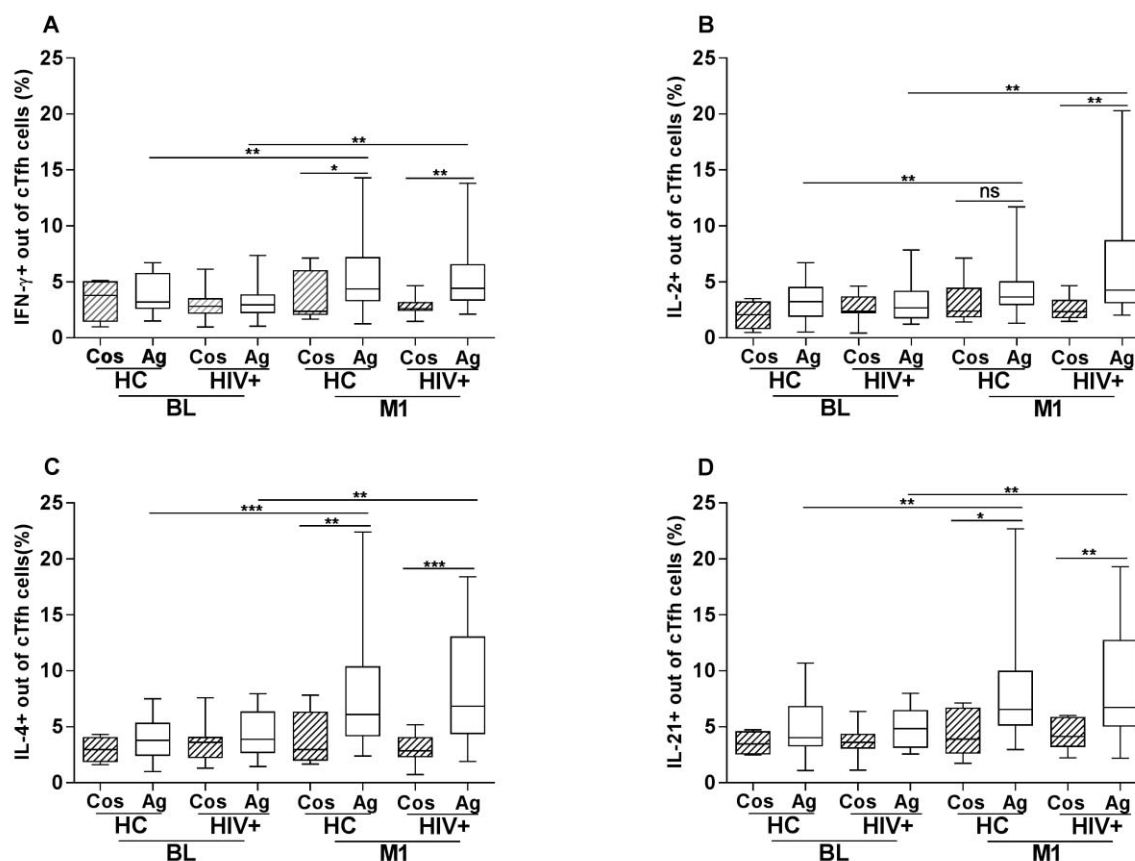 A
IFN-γ+ out of cTfh cells (%)
25
20
15
10
5
0
**
**
*
**
Cos Ag Cos Ag Cos Ag Cos Ag
HC HIV+ HC HIV+
BL M1
B
IL-2+ out of cTfh cells (%)
25
20
15
10
5
0
**
**
**
ns
Cos Ag Cos Ag Cos Ag Cos Ag
HC HIV+ HC HIV+
BL M1
C
IL-4+ out of cTfh cells(%)
25
20
15
10
5
0
**
***
**
***
Cos Ag Cos Ag Cos Ag Cos Ag
HC HIV+ HC HIV+
BL M1
D
IL-21+ out of cTfh cells (%)
25
20
15
10
5
0
**
**
*
**
Cos Ag Cos Ag Cos Ag Cos Ag
HC HIV+ HC HIV+
BL M1